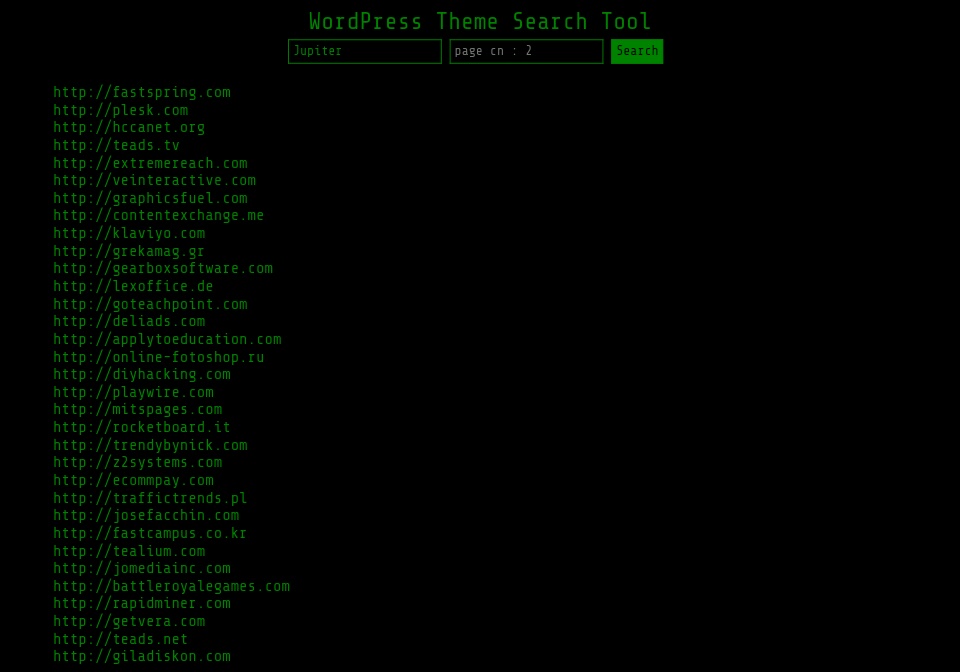 WordPress Theme Search Tool
Jupiter page cn : 2 Search
http://fastspring.com
http://plesk.com
http://hccanet.org
http://teads.tv
http://extremereach.com
http://veinteractive.com
http://graphicsfuel.com
http://contentexchange.me
http://klaviyo.com
http://grekamag.gr
http://gearboxsoftware.com
http://lexoffice.de
http://goteachpoint.com
http://deliads.com
http://applytoeducation.com
http://online-fotoshop.ru
http://diyhacking.com
http://playwire.com
http://mitspages.com
http://rocketboard.it
http://trendybynick.com
http://z2systems.com
http://ecommpay.com
http://traffictrends.pl
http://josefacchin.com
http://fastcampus.co.kr
http://tealium.com
http://jomediainc.com
http://battleroyalegames.com
http://rapidminer.com
http://getvera.com
http://teads.net
http://giladiskon.com